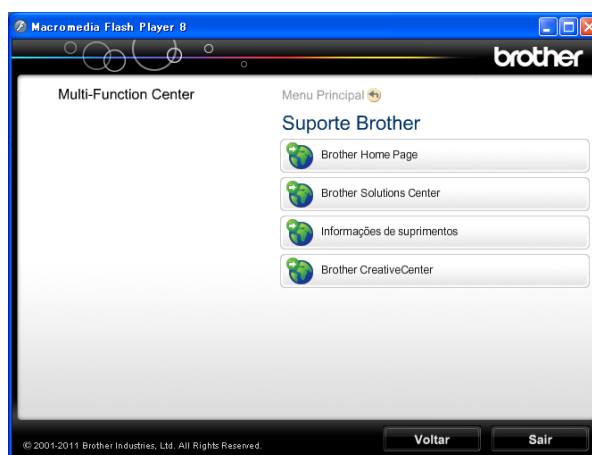 Macromedia Flash Player 8
brother
Multi-Function Center
Menu Principal
Suporte Brother
Brother Home Page
Brother Solutions Center
Informações de suprimentos
Brother CreativeCenter
© 2001-2011 Brother Industries, Ltd. All Rights Reserved.
Voltar
Sair